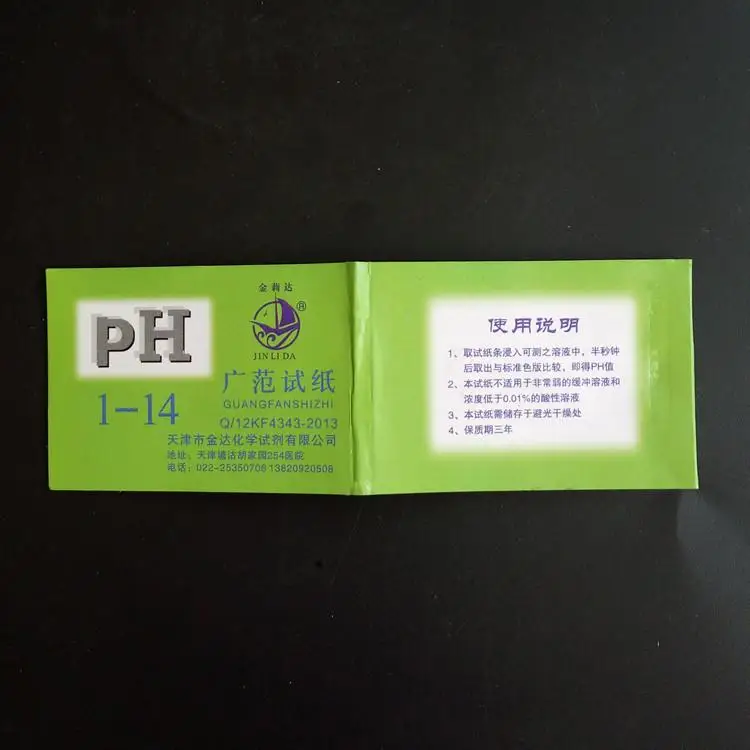 pH
1-14
金莉达
®
JIN LI DA
广范试纸
GUANGFANSHIZHI
Q/12KF4343-2013
天津市金达化学试剂有限公司
地址：天津塘沽胡家园254医院
电话：022-25350706 13820920508
使用说明
1、取试纸条浸入可测之溶液中，半秒钟
后取出与标准色版比较，即得PH值
2、本试纸不适用于非常弱的缓冲溶液和
浓度低于0.01%的酸性溶液
3、本试纸需储存于避光干燥处
4、保质期三年